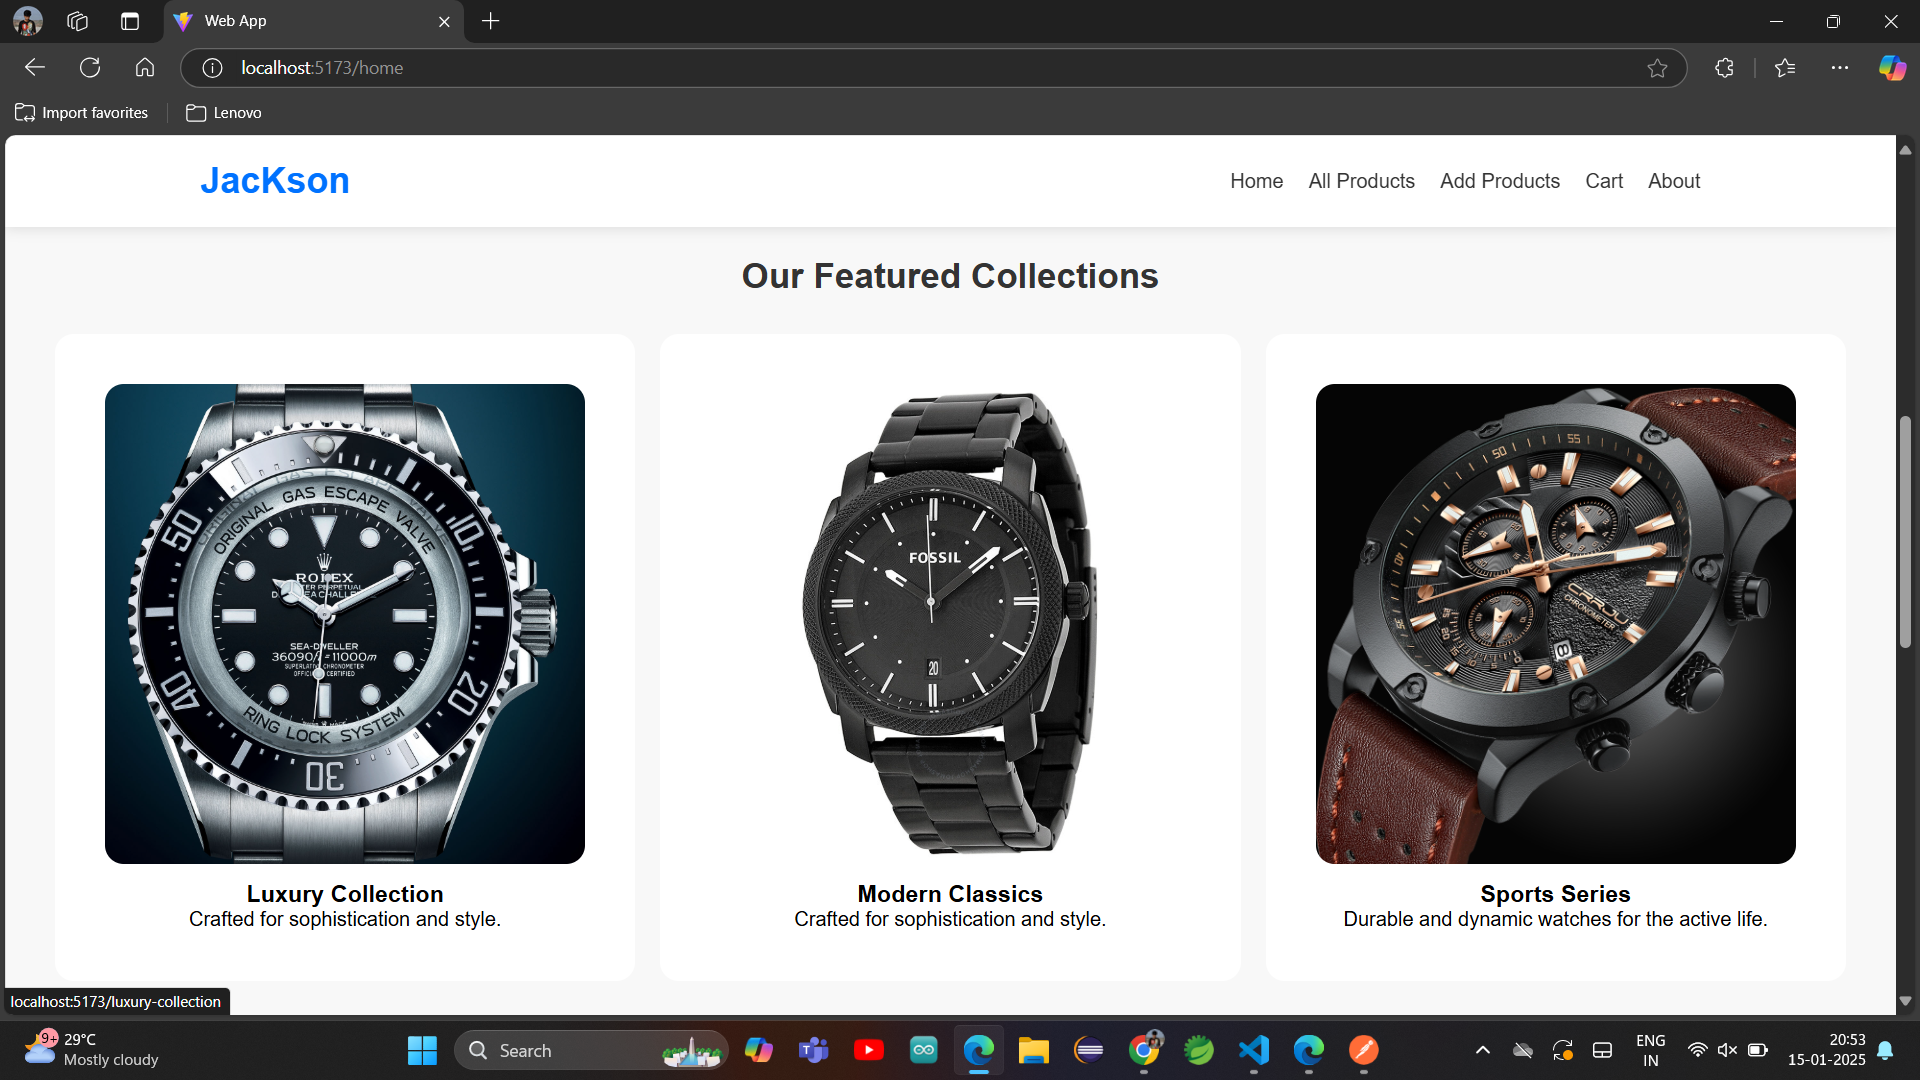 Web App
localhost:5173/home
Import favorites
Lenovo
JacKson
Home
All Products
Add Products
Cart
About
Our Featured Collections
ORIGINAL GAS ESCAPE VALVE
50
10
ROLEX
SEA-DWELLER
36090ft=11000m
40
20
RING LOCK SYSTEM
30
FOSSIL
20
55
50
40
35
CRRJU
CHRONOMETER
8
Luxury Collection
Crafted for sophistication and style.
Modern Classics
Crafted for sophistication and style.
Sports Series
Durable and dynamic watches for the active life.
localhost:5173/luxury-collection
9+
29°C
Mostly cloudy
Search
ENG
IN
20:53
15-01-2025